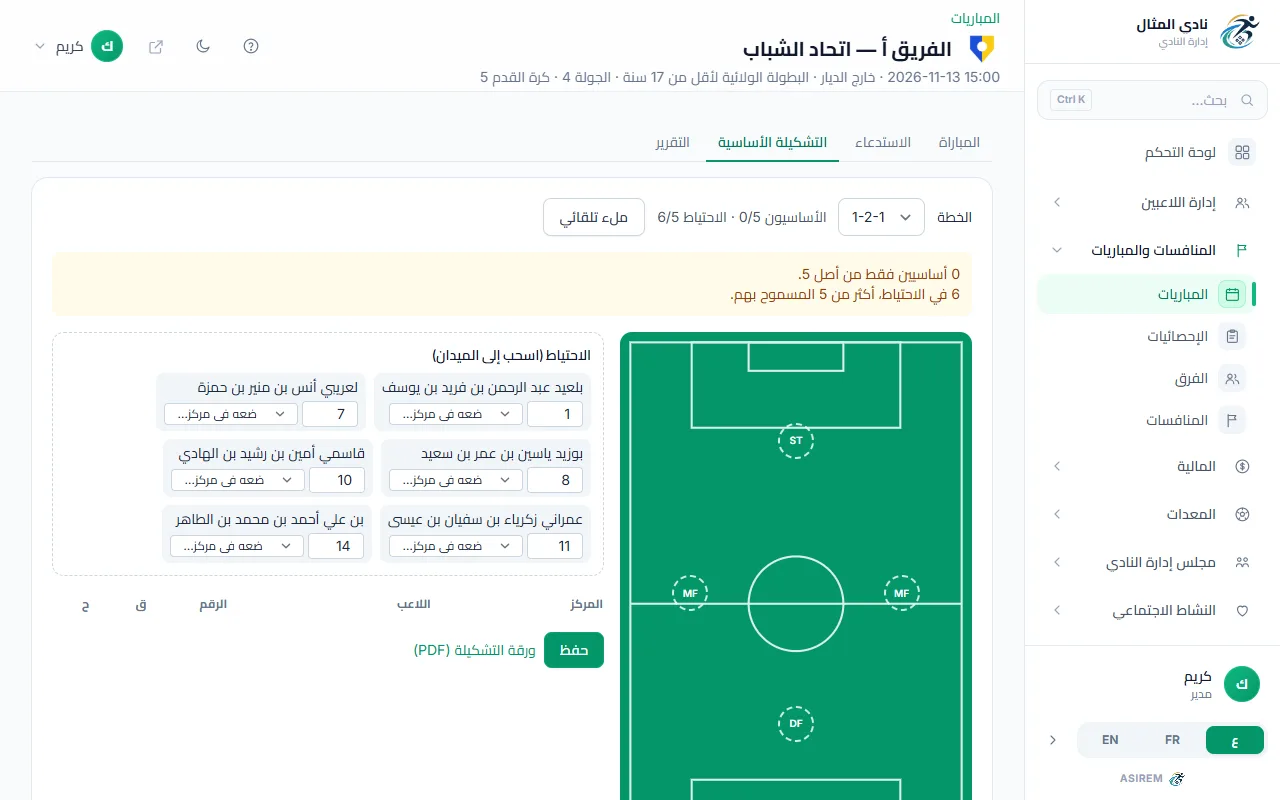 نادي المثال
إدارة النادي
بحث...
Ctrl K
لوحة التحكم
إدارة اللاعبين
المنافسات والمباريات
المباريات
الإحصائيات
الفرق
المنافسات
المالية
المعدات
مجلس إدارة النادي
النشاط الاجتماعي
ك
كريم
مدير
ع
FR
EN
ASIREM
المباريات
الفريق أ — اتحاد الشباب
15:00 2026-11-13 · خارج الديار · البطولة الولائية لأقل من 17 سنة · الجولة 4 · كرة القدم 5
ك
كريم
المباراة
الاستدعاء
التشكيلة الأساسية
التقرير
الخطة
1-2-1
الأساسيون 0/5 · الاحتياط 6/5
ملء تلقائي
0 أساسيين فقط من أصل 5.
6 في الاحتياط، أكثر من 5 المسموح بهم.
ST
MF
MF
DF
الاحتياط (اسحب إلى الميدان)
بلعيد عبد الرحمن بن فريد بن يوسف
1
ضعه في مركز...
لعريبي أنس بن منير بن حمزة
7
ضعه في مركز...
بوزيد ياسين بن عمر بن سعيد
8
ضعه في مركز...
قاسمي أمين بن رشيد بن الهادي
10
ضعه في مركز...
عمراني زكرياء بن سفيان بن عيسى
11
ضعه في مركز...
بن علي أحمد بن محمد بن الطاهر
14
ضعه في مركز...
المركز
اللاعب
الرقم
ق
ح
حفظ
ورقة التشكيلة (PDF)